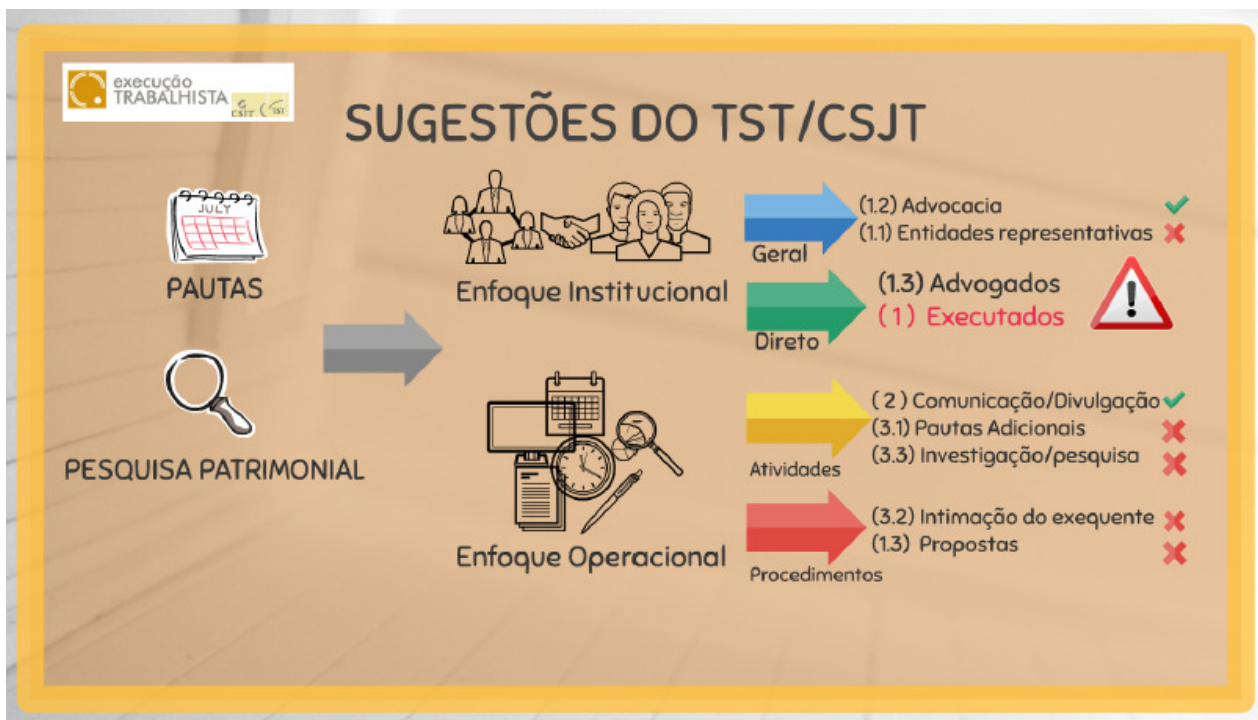 execução
TRABALHISTA
CSJT TST
SUGESTÕES DO TST/CSJT
JULY
PAUTAS
PESQUISA PATRIMONIAL
Enfoque Institucional
Geral
(1.2) Advocacia
(1.1) Entidades representativas
Direto
(1.3) Advogados
(1) Executados
Enfoque Operacional
Atividades
(2) Comunicação/Divulgação
(3.1) Pautas Adicionais
(3.3) Investigação/pesquisa
Procedimentos
(3.2) Intimação do exequente
(1.3) Propostas